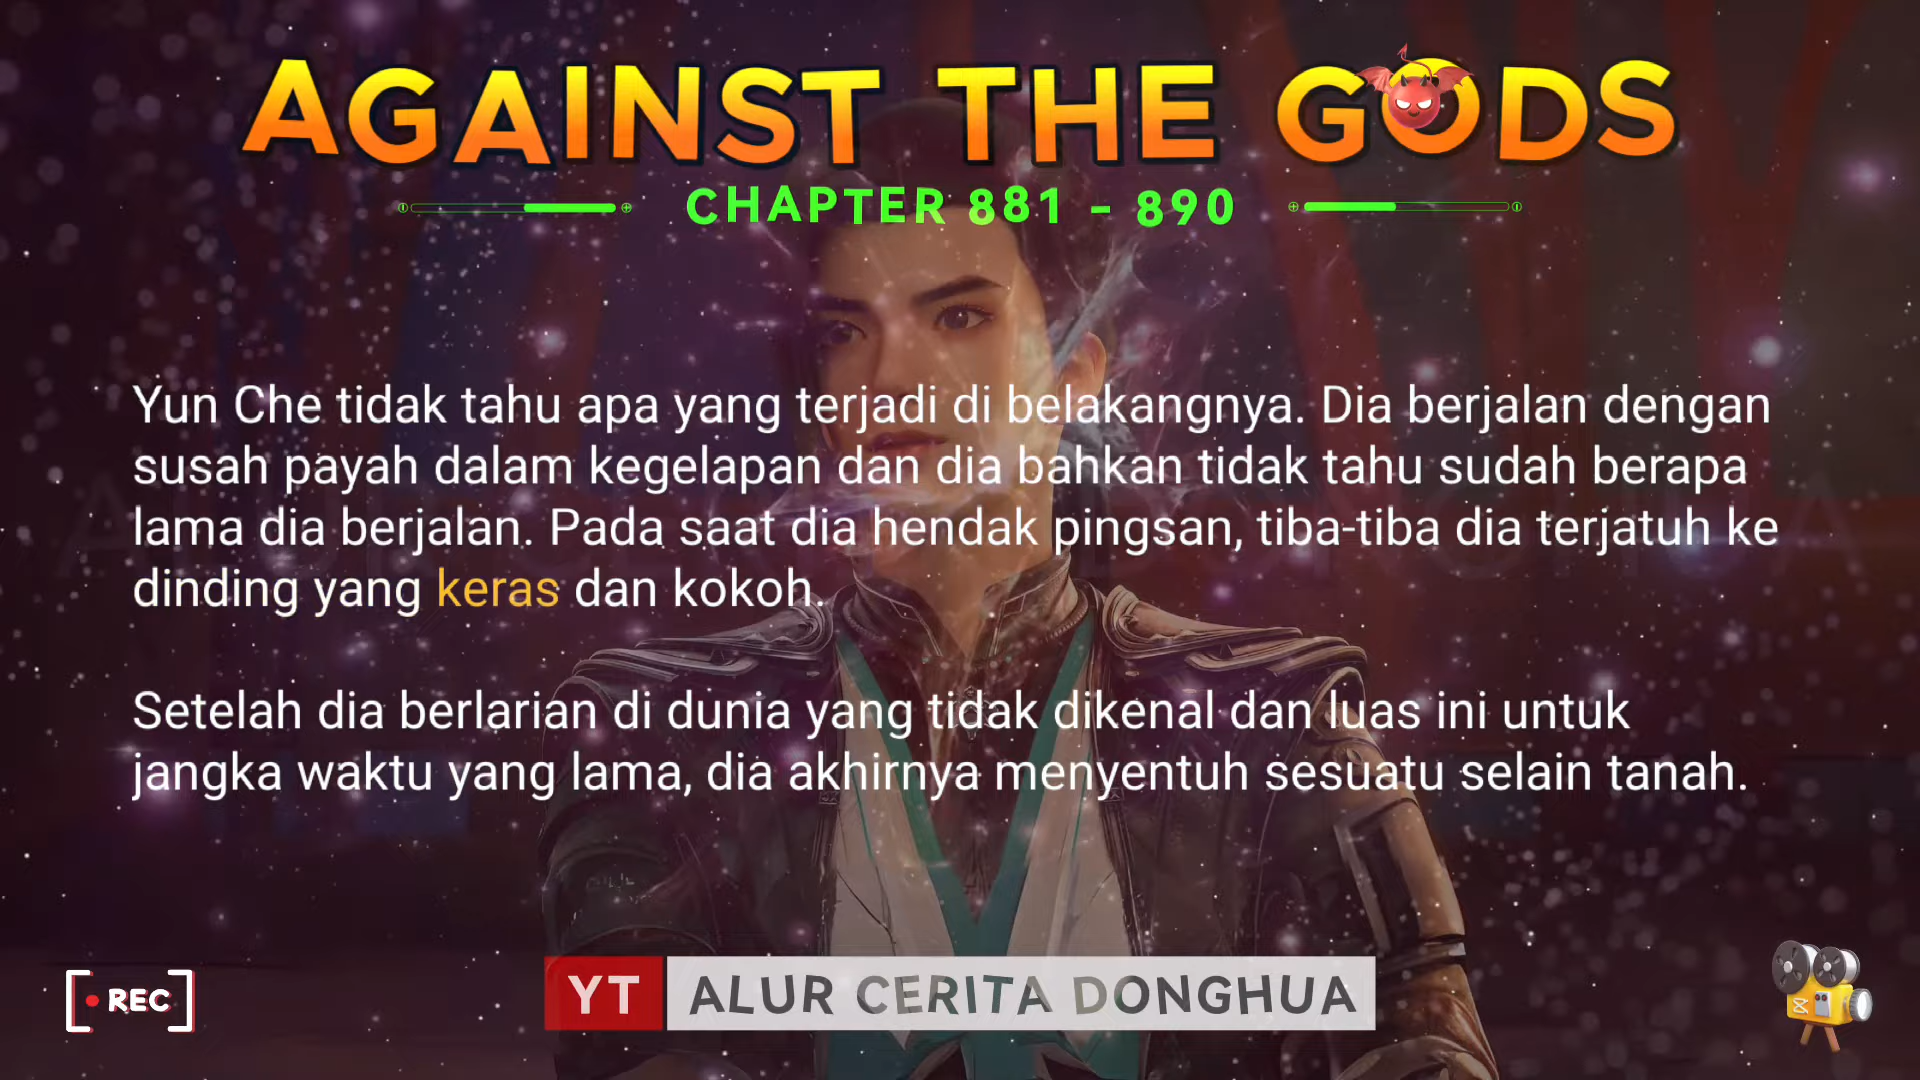 AGAINST THE GODS
CHAPTER 881 - 890
Yun Che tidak tahu apa yang terjadi di belakangnya. Dia berjalan dengan
susah payah dalam kegelapan dan dia bahkan tidak tahu sudah berapa
lama dia berjalan. Pada saat dia hendak pingsan, tiba-tiba dia terjatuh ke
dinding yang keras dan kokoh.
Setelah dia berlarian di dunia yang tidak dikenal dan luas ini untuk
jangka waktu yang lama, dia akhirnya menyentuh sesuatu selain tanah.
REC
YT ALUR CERITA DONGHUA